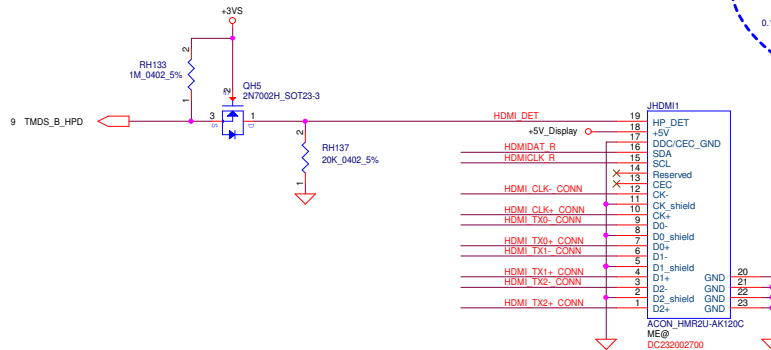 +3VS
0.1
2
RH133
1M_0402_5%
1
2
QH5
2N7002H_SOT23-3
9 TMDS_B_HPD
3
S
D
1
2
RH137
20K_0402_5%
1
JHDMI1
HDMI_DET 19 HP_DET
+5V_Display 18 +5V
17 DDC/CEC_GND
HDMIDAT_R 16 SDA
HDMICLK_R 15 SCL
14 Reserved
13 CEC
HDMI_CLK-_CONN 12 CK-
11 CK_shield
HDMI_CLK+_CONN 10 CK+
HDMI_TX0-_CONN 9 D0-
8 D0_shield
HDMI_TX0+_CONN 7 D0+
HDMI_TX1-_CONN 6 D1-
5 D1_shield
HDMI_TX1+_CONN 4 D1+ GND 20
HDMI_TX2-_CONN 3 D2- GND 21
2 D2_shield GND 22
HDMI_TX2+_CONN 1 D2+ GND 23
ACON_HMR2U-AK120C
ME@
DC232002700